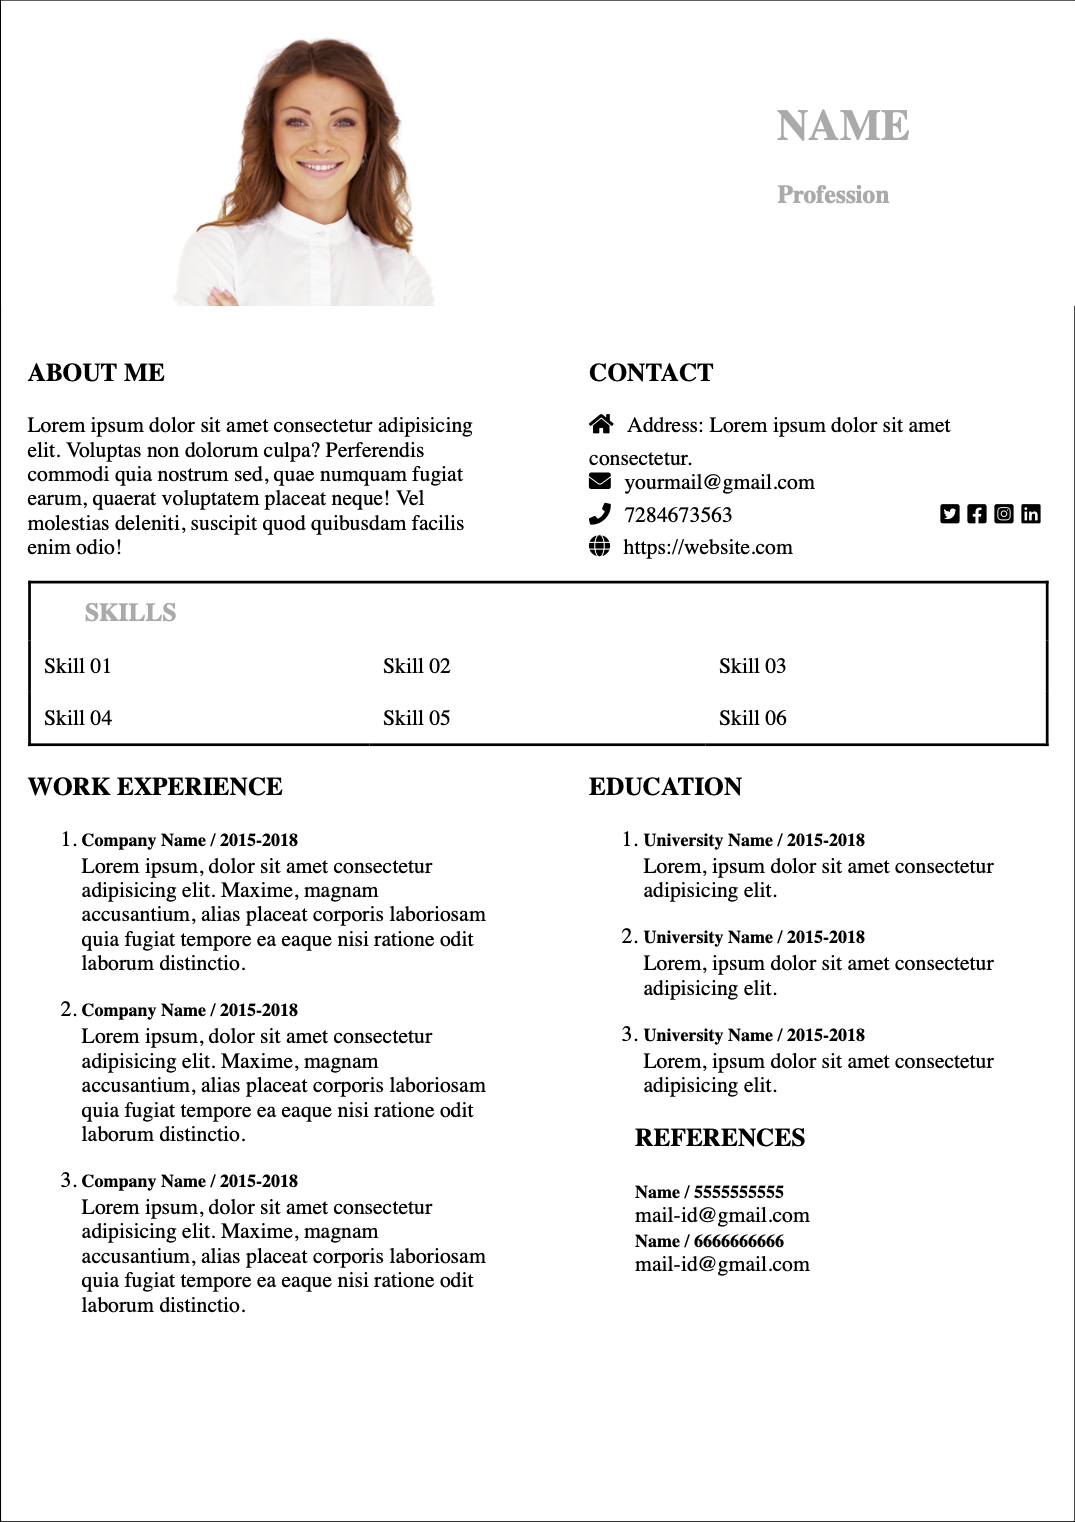 NAME
Profession
ABOUT ME
Lorem ipsum dolor sit amet consectetur adipisicing
elit. Voluptas non dolorum culpa? Perferendis
commodi quia nostrum sed, quae numquam fugiat
earum, quaerat voluptatem placeat neque! Vel
molestias deleniti, suscipit quod quibusdam facilis
enim odio!
CONTACT
Address: Lorem ipsum dolor sit amet
consectetur.
yourmail@gmail.com
7284673563
https://website.com
SKILLS
Skill 01 Skill 02 Skill 03
Skill 04 Skill 05 Skill 06
WORK EXPERIENCE
1. Company Name / 2015-2018
Lorem ipsum, dolor sit amet consectetur
adipisicing elit. Maxime, magnam
accusantium, alias placeat corporis laboriosam
quia fugiat tempore ea eaque nisi ratione odit
laborum distinctio.
2. Company Name / 2015-2018
Lorem ipsum, dolor sit amet consectetur
adipisicing elit. Maxime, magnam
accusantium, alias placeat corporis laboriosam
quia fugiat tempore ea eaque nisi ratione odit
laborum distinctio.
3. Company Name / 2015-2018
Lorem ipsum, dolor sit amet consectetur
adipisicing elit. Maxime, magnam
accusantium, alias placeat corporis laboriosam
quia fugiat tempore ea eaque nisi ratione odit
laborum distinctio.
EDUCATION
1. University Name / 2015-2018
Lorem, ipsum dolor sit amet consectetur
adipisicing elit.
2. University Name / 2015-2018
Lorem, ipsum dolor sit amet consectetur
adipisicing elit.
3. University Name / 2015-2018
Lorem, ipsum dolor sit amet consectetur
adipisicing elit.
REFERENCES
Name / 5555555555
mail-id@gmail.com
Name / 6666666666
mail-id@gmail.com